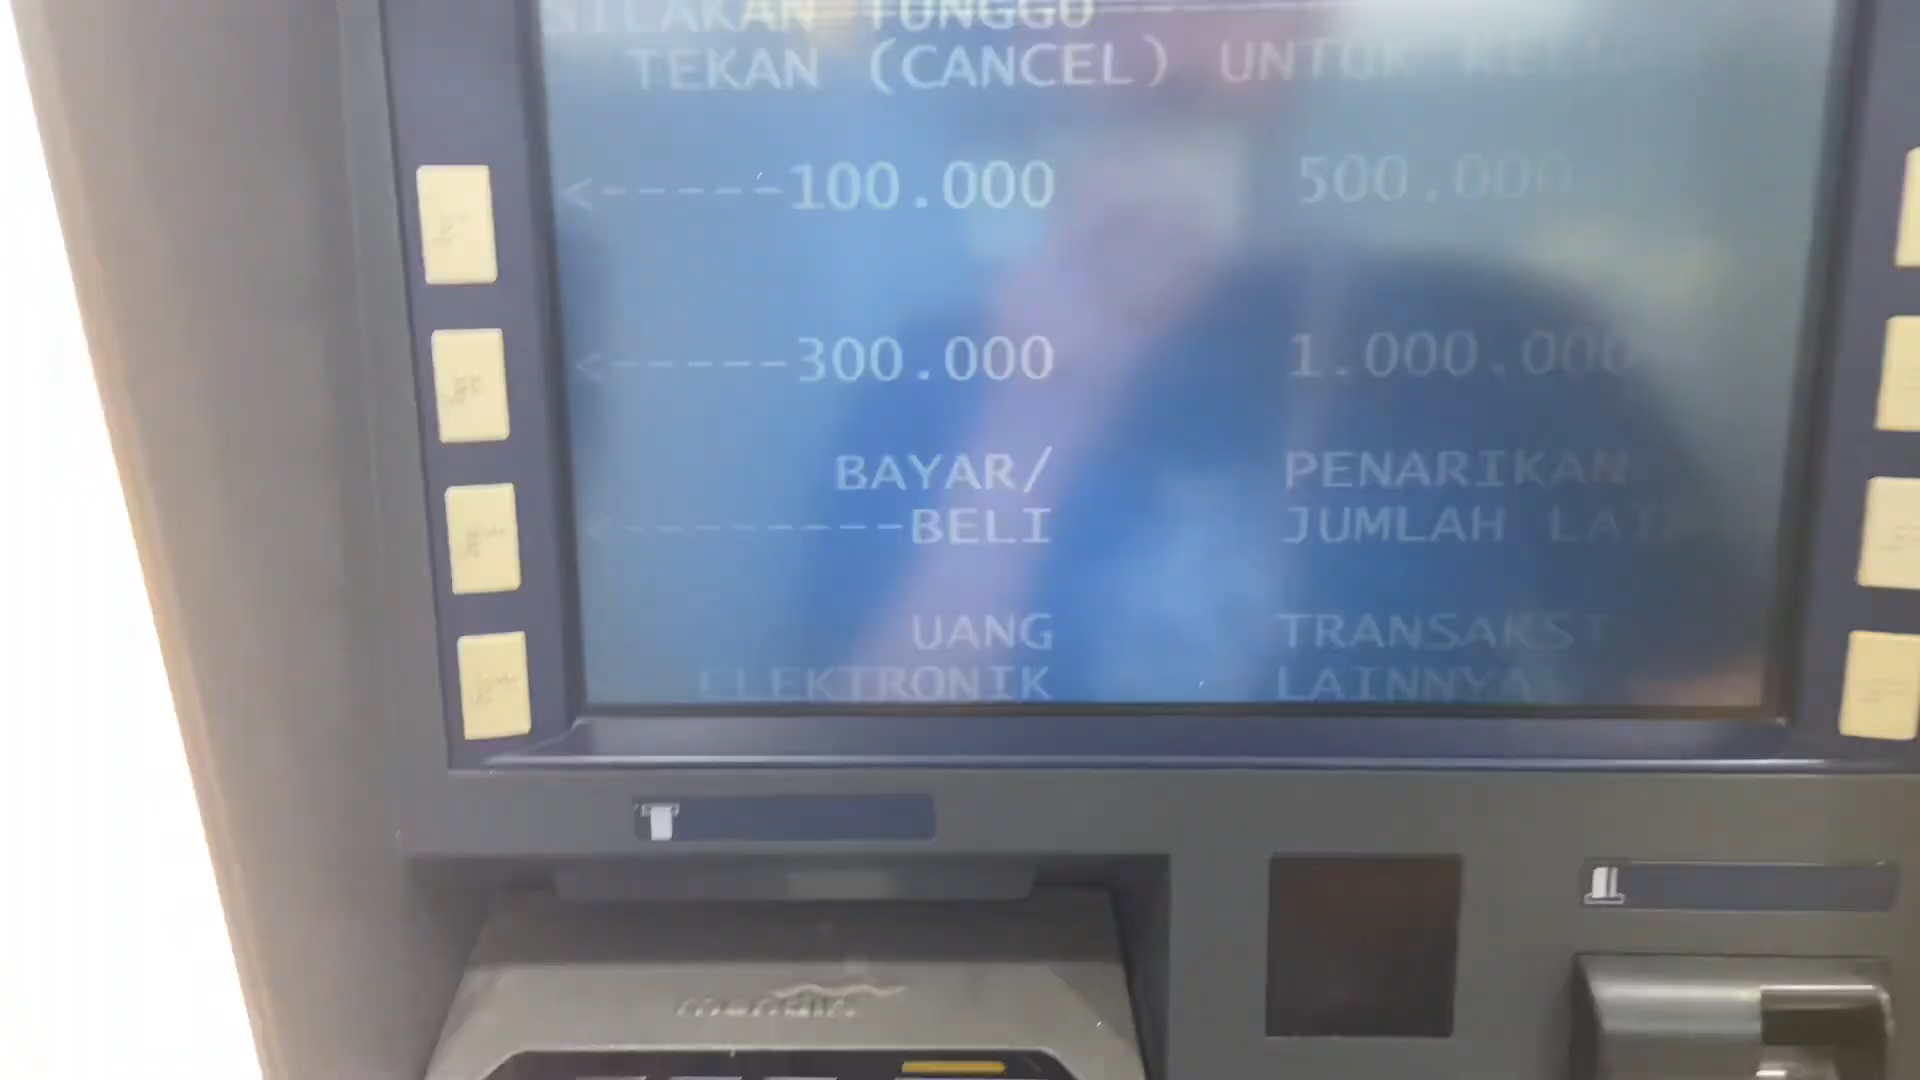 SILAKAN TUNGGU
TEKAN (CANCEL) UNTUK
<-----100.000 500.000
<-----300.000 1.000.000
BAYAR/ PENARIKAN
<--------BELI JUMLAH LAIN
UANG TRANSAKSI
ELEKTRONIK LAINNYA